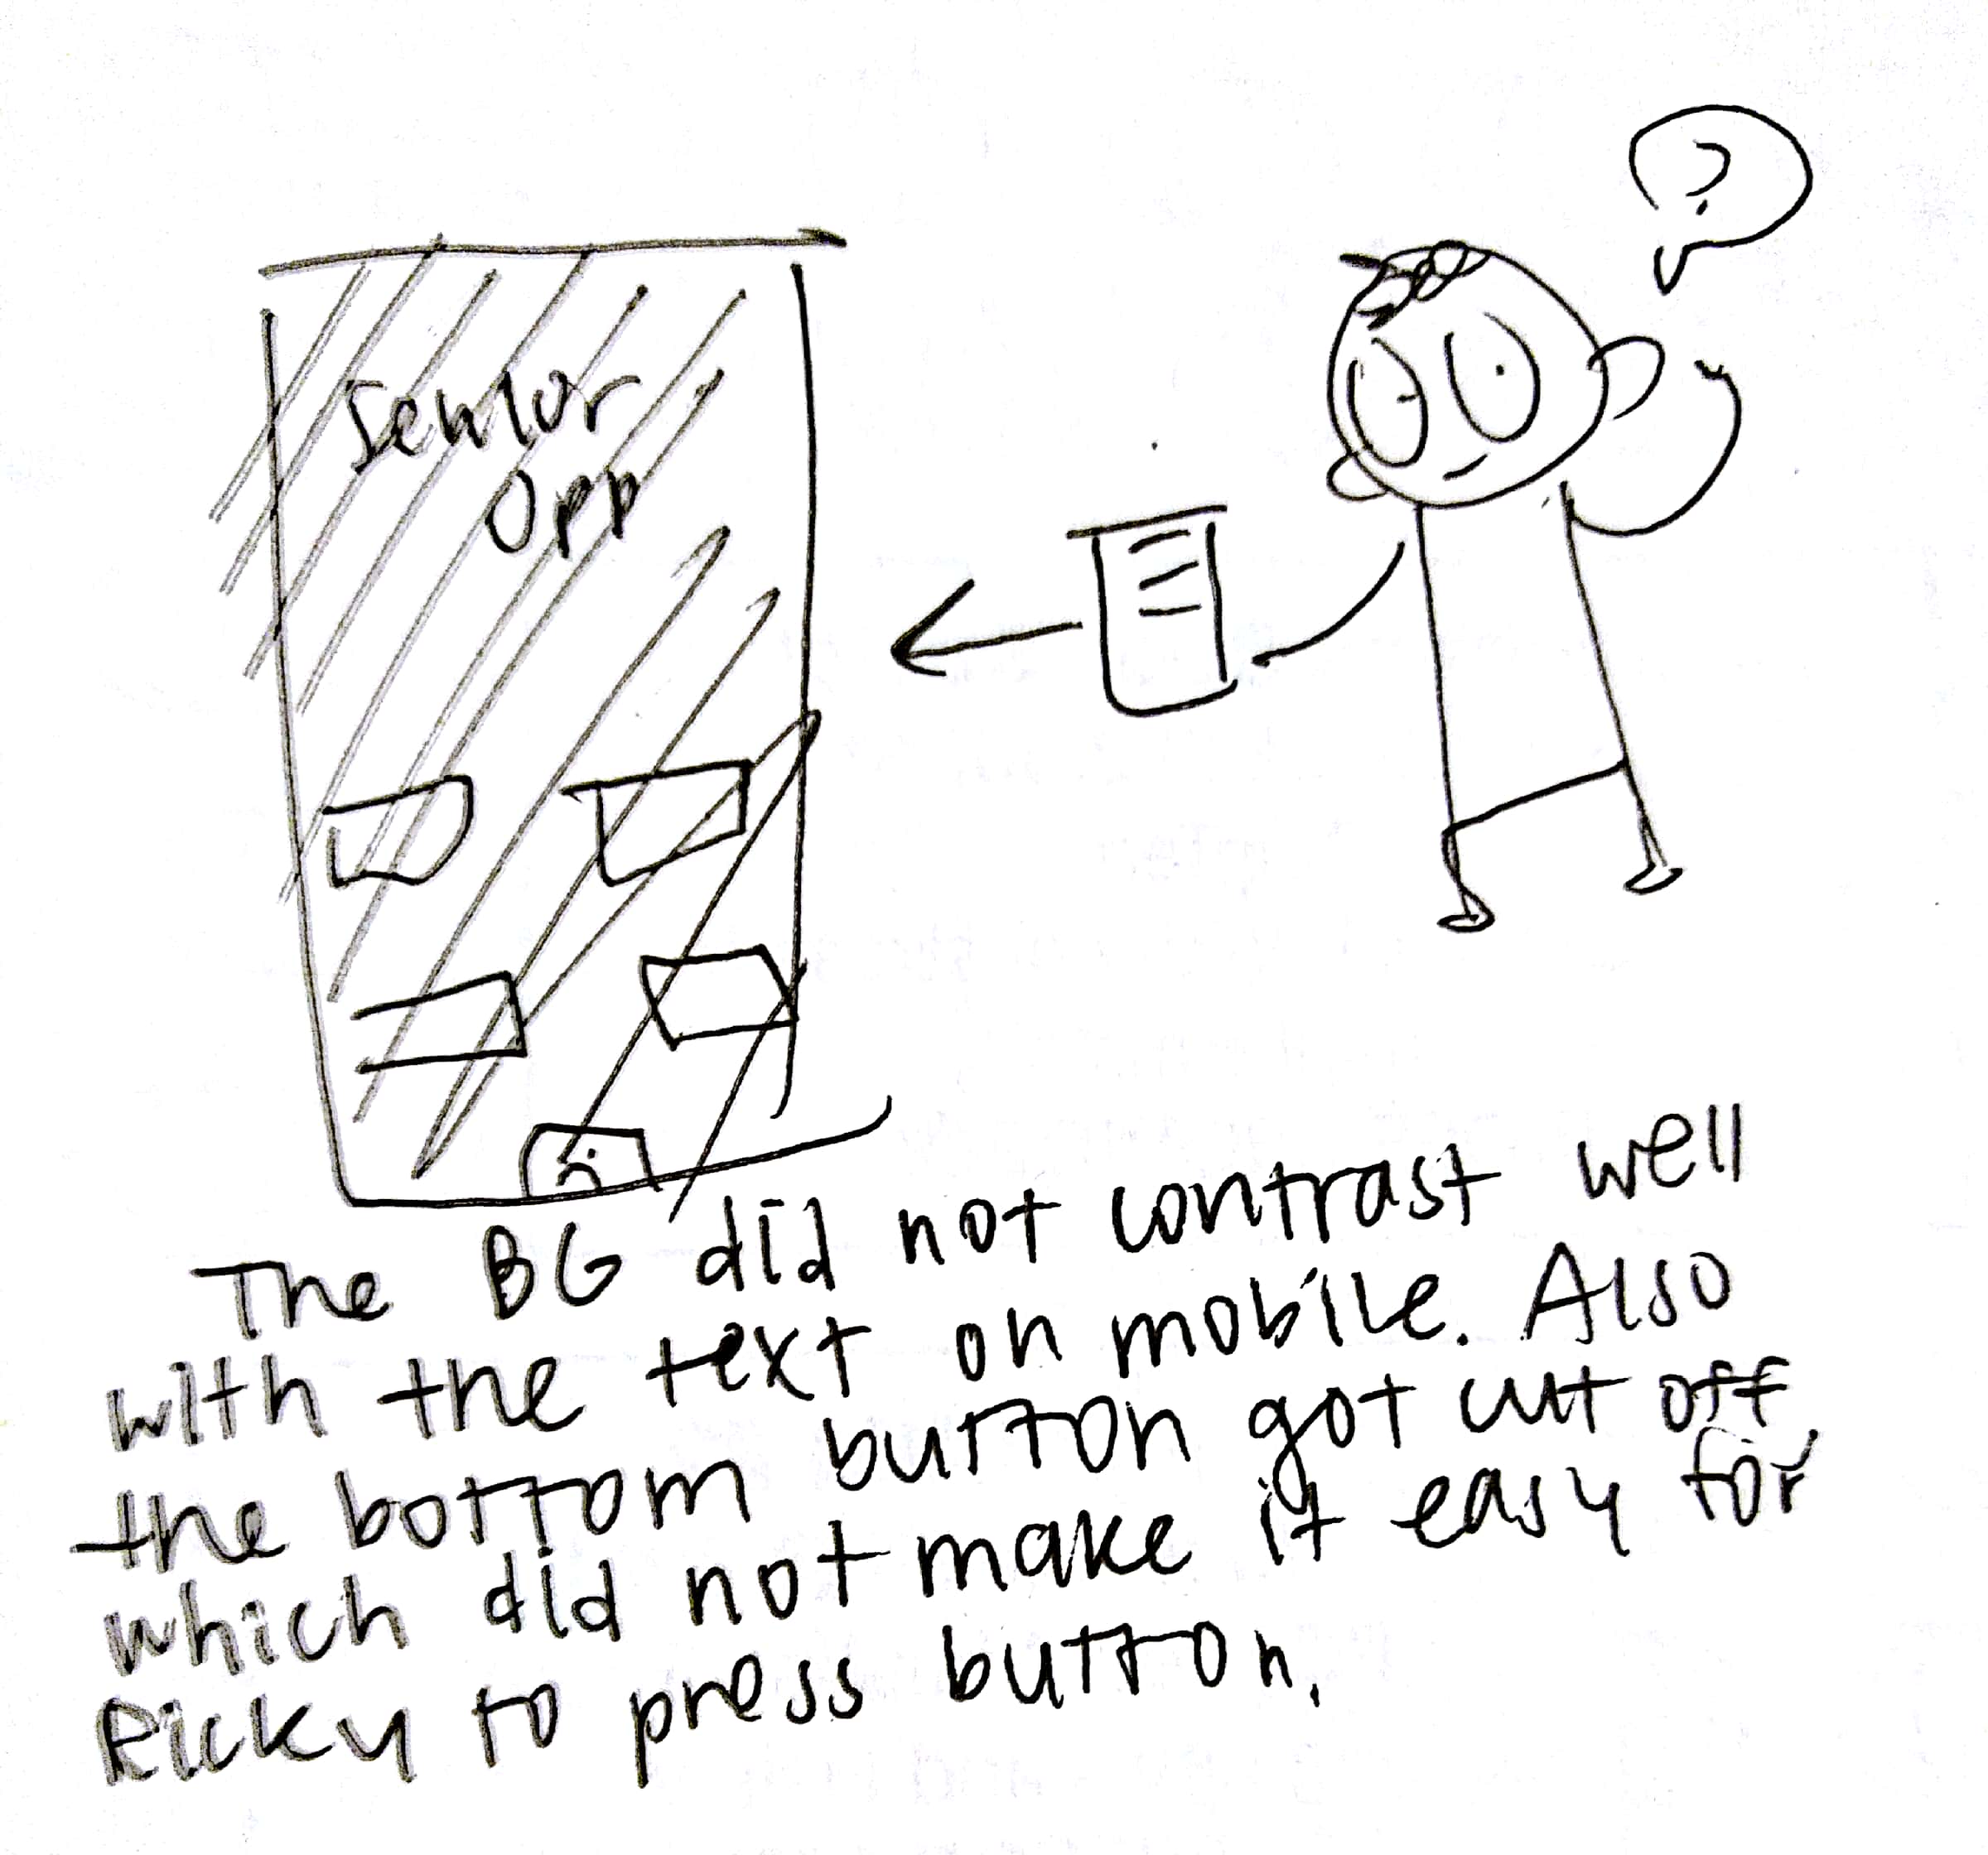 ?
Senior
Opp
The BG did not contrast well
with the text on mobile. Also
the bottom button got cut off
which did not make it easy for
Ricky to press button.